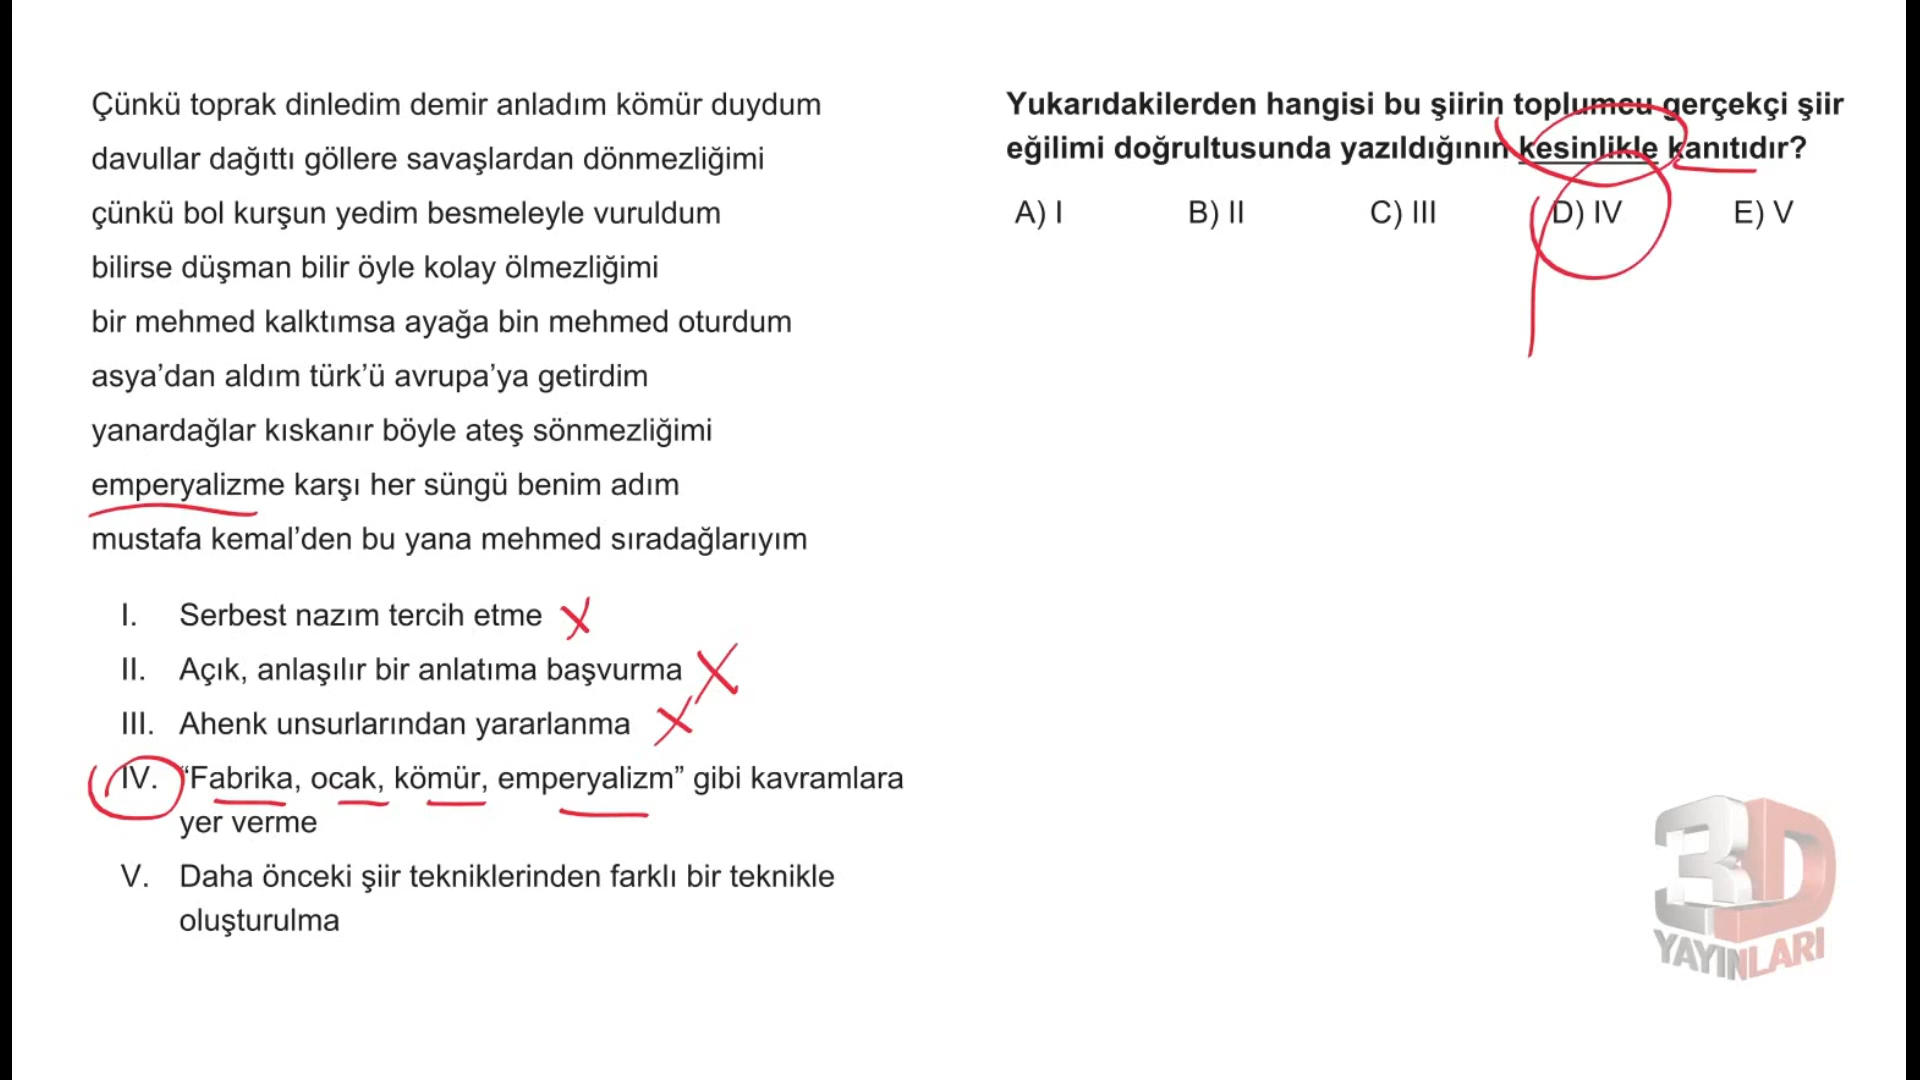 Çünkü toprak dinledim demir anladım kömür duydum
davullar dağıttı göllere savaşlardan dönmezliğimi
çünkü bol kurşun yedim besmeleyle vuruldum
bilirse düşman bilir öyle kolay ölmezliğimi
bir mehmed kalktımsa ayağa bin mehmed oturdum
asya’dan aldım türk’ü avrupa’ya getirdim
yanardağlar kıskanır böyle ateş sönmezliğimi
emperyalizme karşı her süngü benim adım
mustafa kemal’den bu yana mehmed sıradağlarıyım
I. Serbest nazım tercih etme
II. Açık, anlaşılır bir anlatıma başvurma
III. Ahenk unsurlarından yararlanma
IV. “Fabrika, ocak, kömür, emperyalizm” gibi kavramlara
yer verme
V. Daha önceki şiir tekniklerinden farklı bir teknikle
oluşturulma
Yukarıdakilerden hangisi bu şiirin toplumcu gerçekçi şiir
eğilimi doğrultusunda yazıldığının kesinlikle kanıtıdır?
A) I B) II C) III D) IV E) V
3D
YAYINLARI